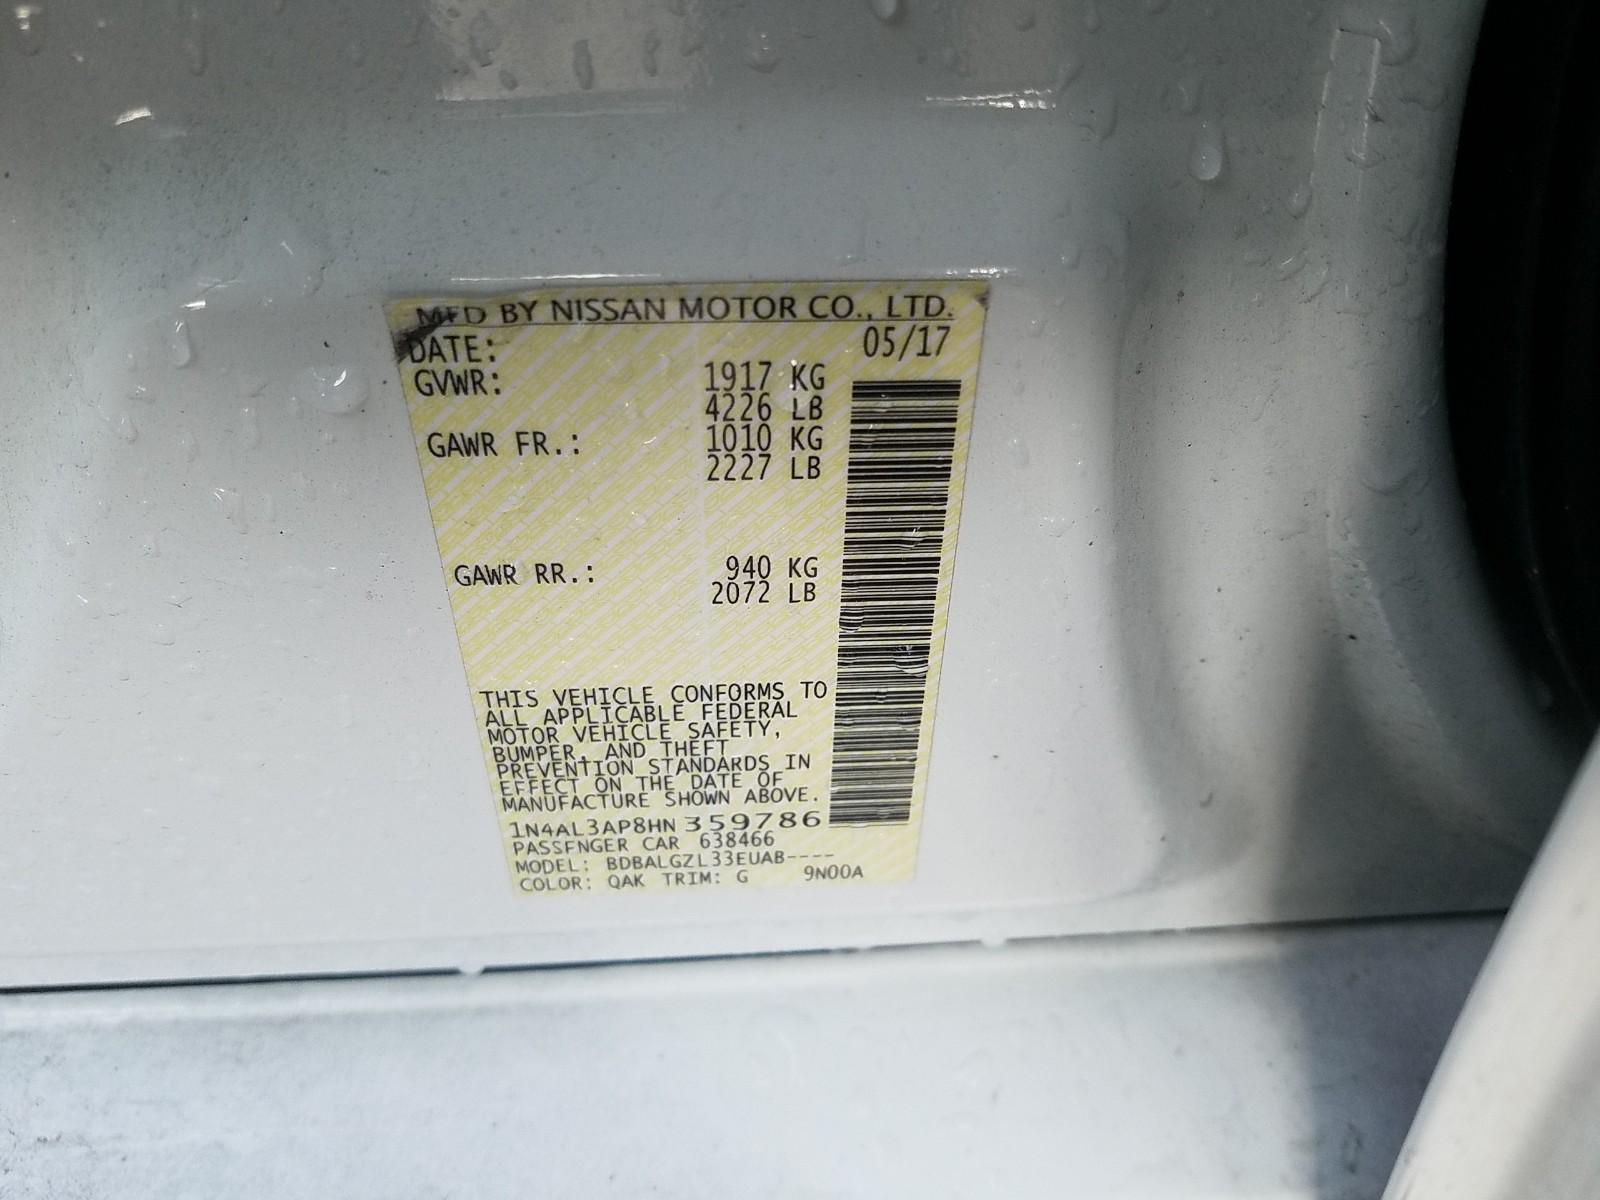 MFD BY NISSAN MOTOR CO., LTD.
DATE: 05/17
GVWR: 1917 KG
4226 LB
GAWR FR.: 1010 KG
2227 LB
GAWR RR.: 940 KG
2072 LB
THIS VEHICLE CONFORMS TO
ALL APPLICABLE FEDERAL
MOTOR VEHICLE SAFETY,
BUMPER, AND THEFT
PREVENTION STANDARDS IN
EFFECT ON THE DATE OF
MANUFACTURE SHOWN ABOVE.
1N4AL3AP8HN 359786
PASSENGER CAR 638466
MODEL: BDBALGZL33EUAB----
COLOR: QAK TRIM: G 9N00A